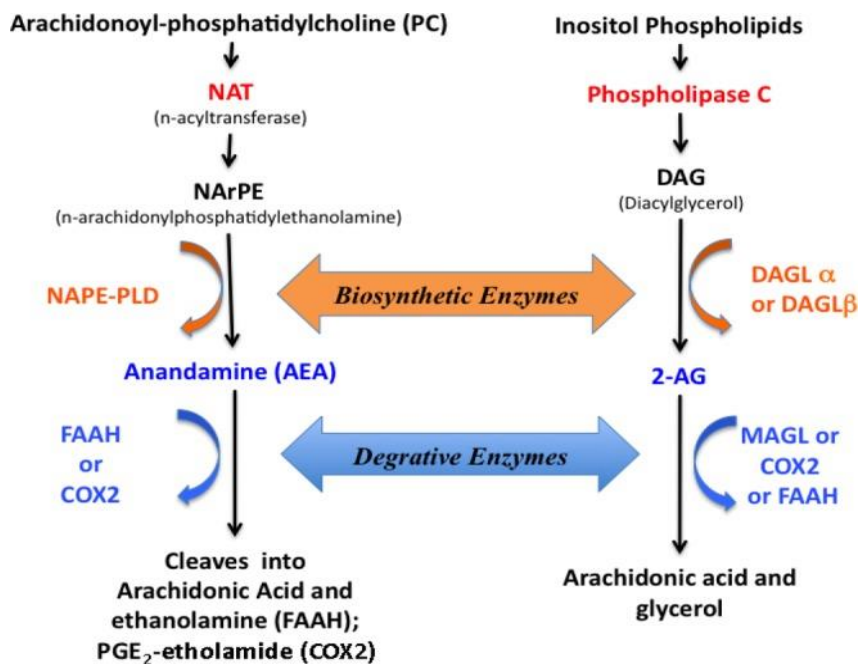 Arachidonoyl-phosphatidylcholine (PC)
NAT
(n-acyltransferase)
NArPE
(n-arachidonylphosphatidylethanolamine)
NAPE-PLD
Anandamine (AEA)
FAAH
or
COX2
Cleaves into
Arachidonic Acid and
ethanolamine (FAAH);
PGE₂-etholamide (COX2)
Biosynthetic Enzymes
Degrative Enzymes
Inositol Phospholipids
Phospholipase C
DAG
(Diacylglycerol)
DAGL α
or DAGLβ
2-AG
MAGL or
COX2
or FAAH
Arachidonic acid and
glycerol